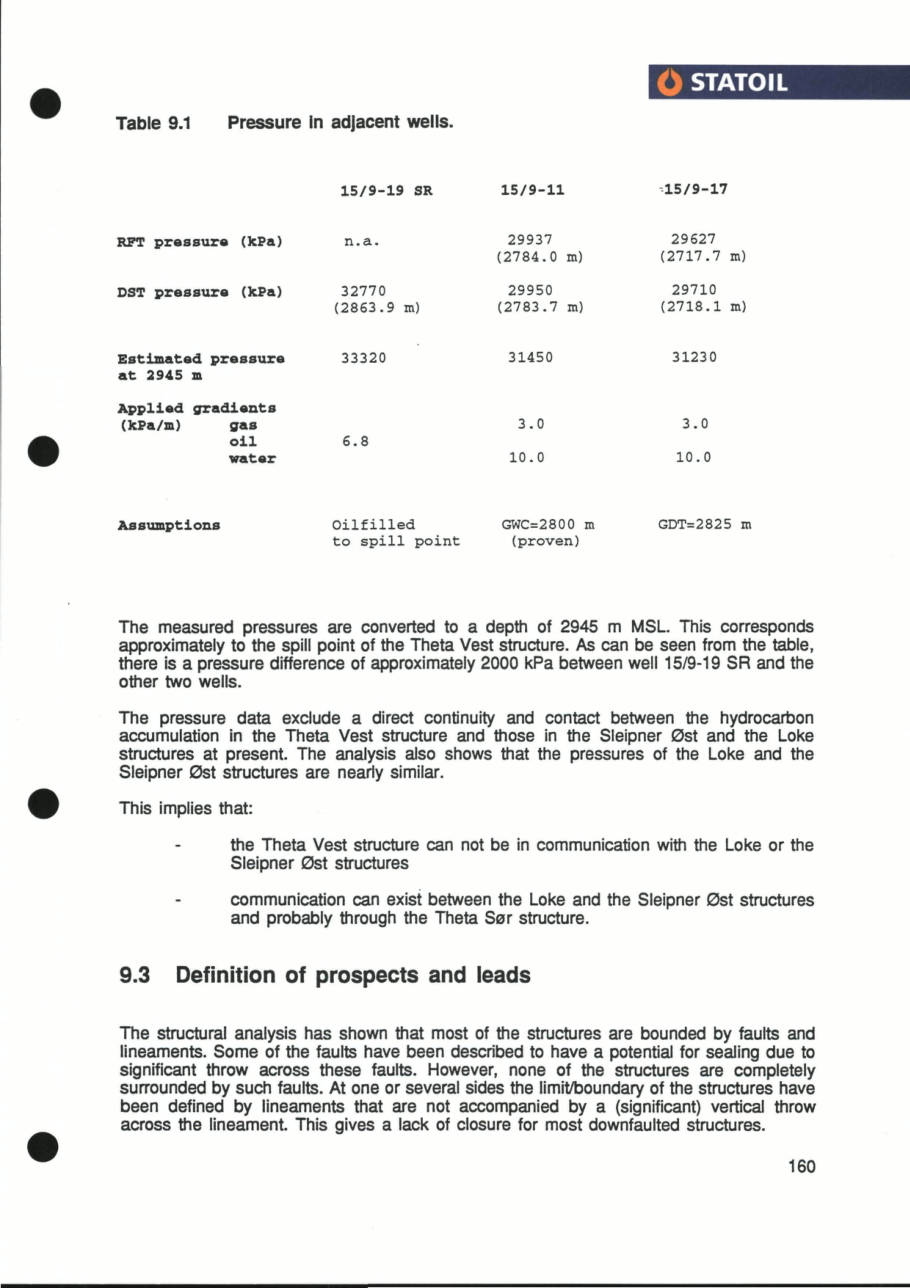 STATOIL
Table 9.1 Pressure in adjacent wells.
15/9-19 SR 15/9-11 15/9-17
RFT pressure (kPa) n.a. 29937 29627
(2784.0 m) (2717.7 m)
DST pressure (kPa) 32770 29950 29710
(2863.9 m) (2783.7 m) (2718.1 m)
Estimated pressure 33320 31450 31230
at 2945 m
Applied gradients
(kPa/m) gas 3.0 3.0
oil 6.8
water 10.0 10.0
Assumptions Oilfilled GWC=2800 m GDT=2825 m
to spill point (proven)
The measured pressures are converted to a depth of 2945 m MSL. This corresponds
approximately to the spill point of the Theta Vest structure. As can be seen from the table,
there is a pressure difference of approximately 2000 kPa between well 15/9-19 SR and the
other two wells.
The pressure data exclude a direct continuity and contact between the hydrocarbon
accumulation in the Theta Vest structure and those in the Sleipner Øst and the Loke
structures at present. The analysis also shows that the pressures of the Loke and the
Sleipner Øst structures are nearly similar.
This implies that:
- the Theta Vest structure can not be in communication with the Loke or the
Sleipner Øst structures
- communication can exist between the Loke and the Sleipner Øst structures
and probably through the Theta Sør structure.
9.3 Definition of prospects and leads
The structural analysis has shown that most of the structures are bounded by faults and
lineaments. Some of the faults have been described to have a potential for sealing due to
significant throw across these faults. However, none of the structures are completely
surrounded by such faults. At one or several sides the limit/boundary of the structures have
been defined by lineaments that are not accompanied by a (significant) vertical throw
across the lineament. This gives a lack of closure for most downfaulted structures.
160